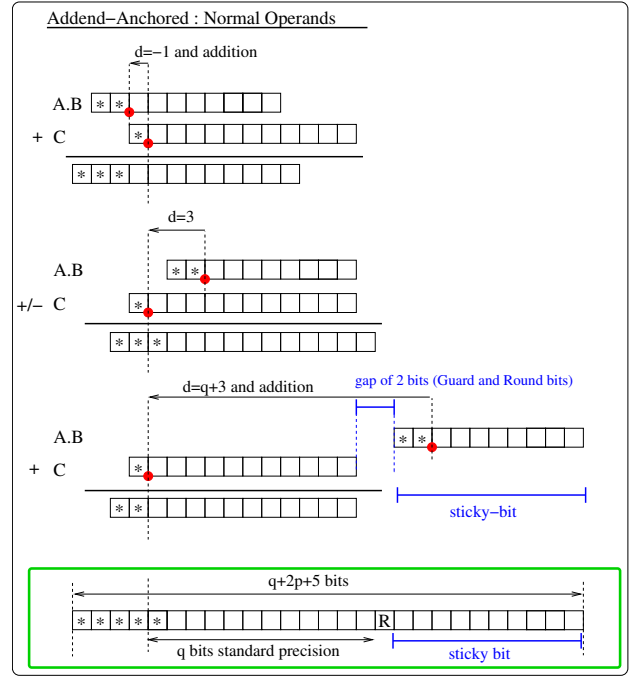 Addend−Anchored : Normal Operands
d=−1 and addition
A.B * *
+ C *
* * *
d=3
A.B * *
+/− C *
* * *
gap of 2 bits (Guard and Round bits)
d=q+3 and addition
A.B * *
+ C *
* *
sticky−bit
q+2p+5 bits
* * * * * R
q bits standard precision
sticky bit